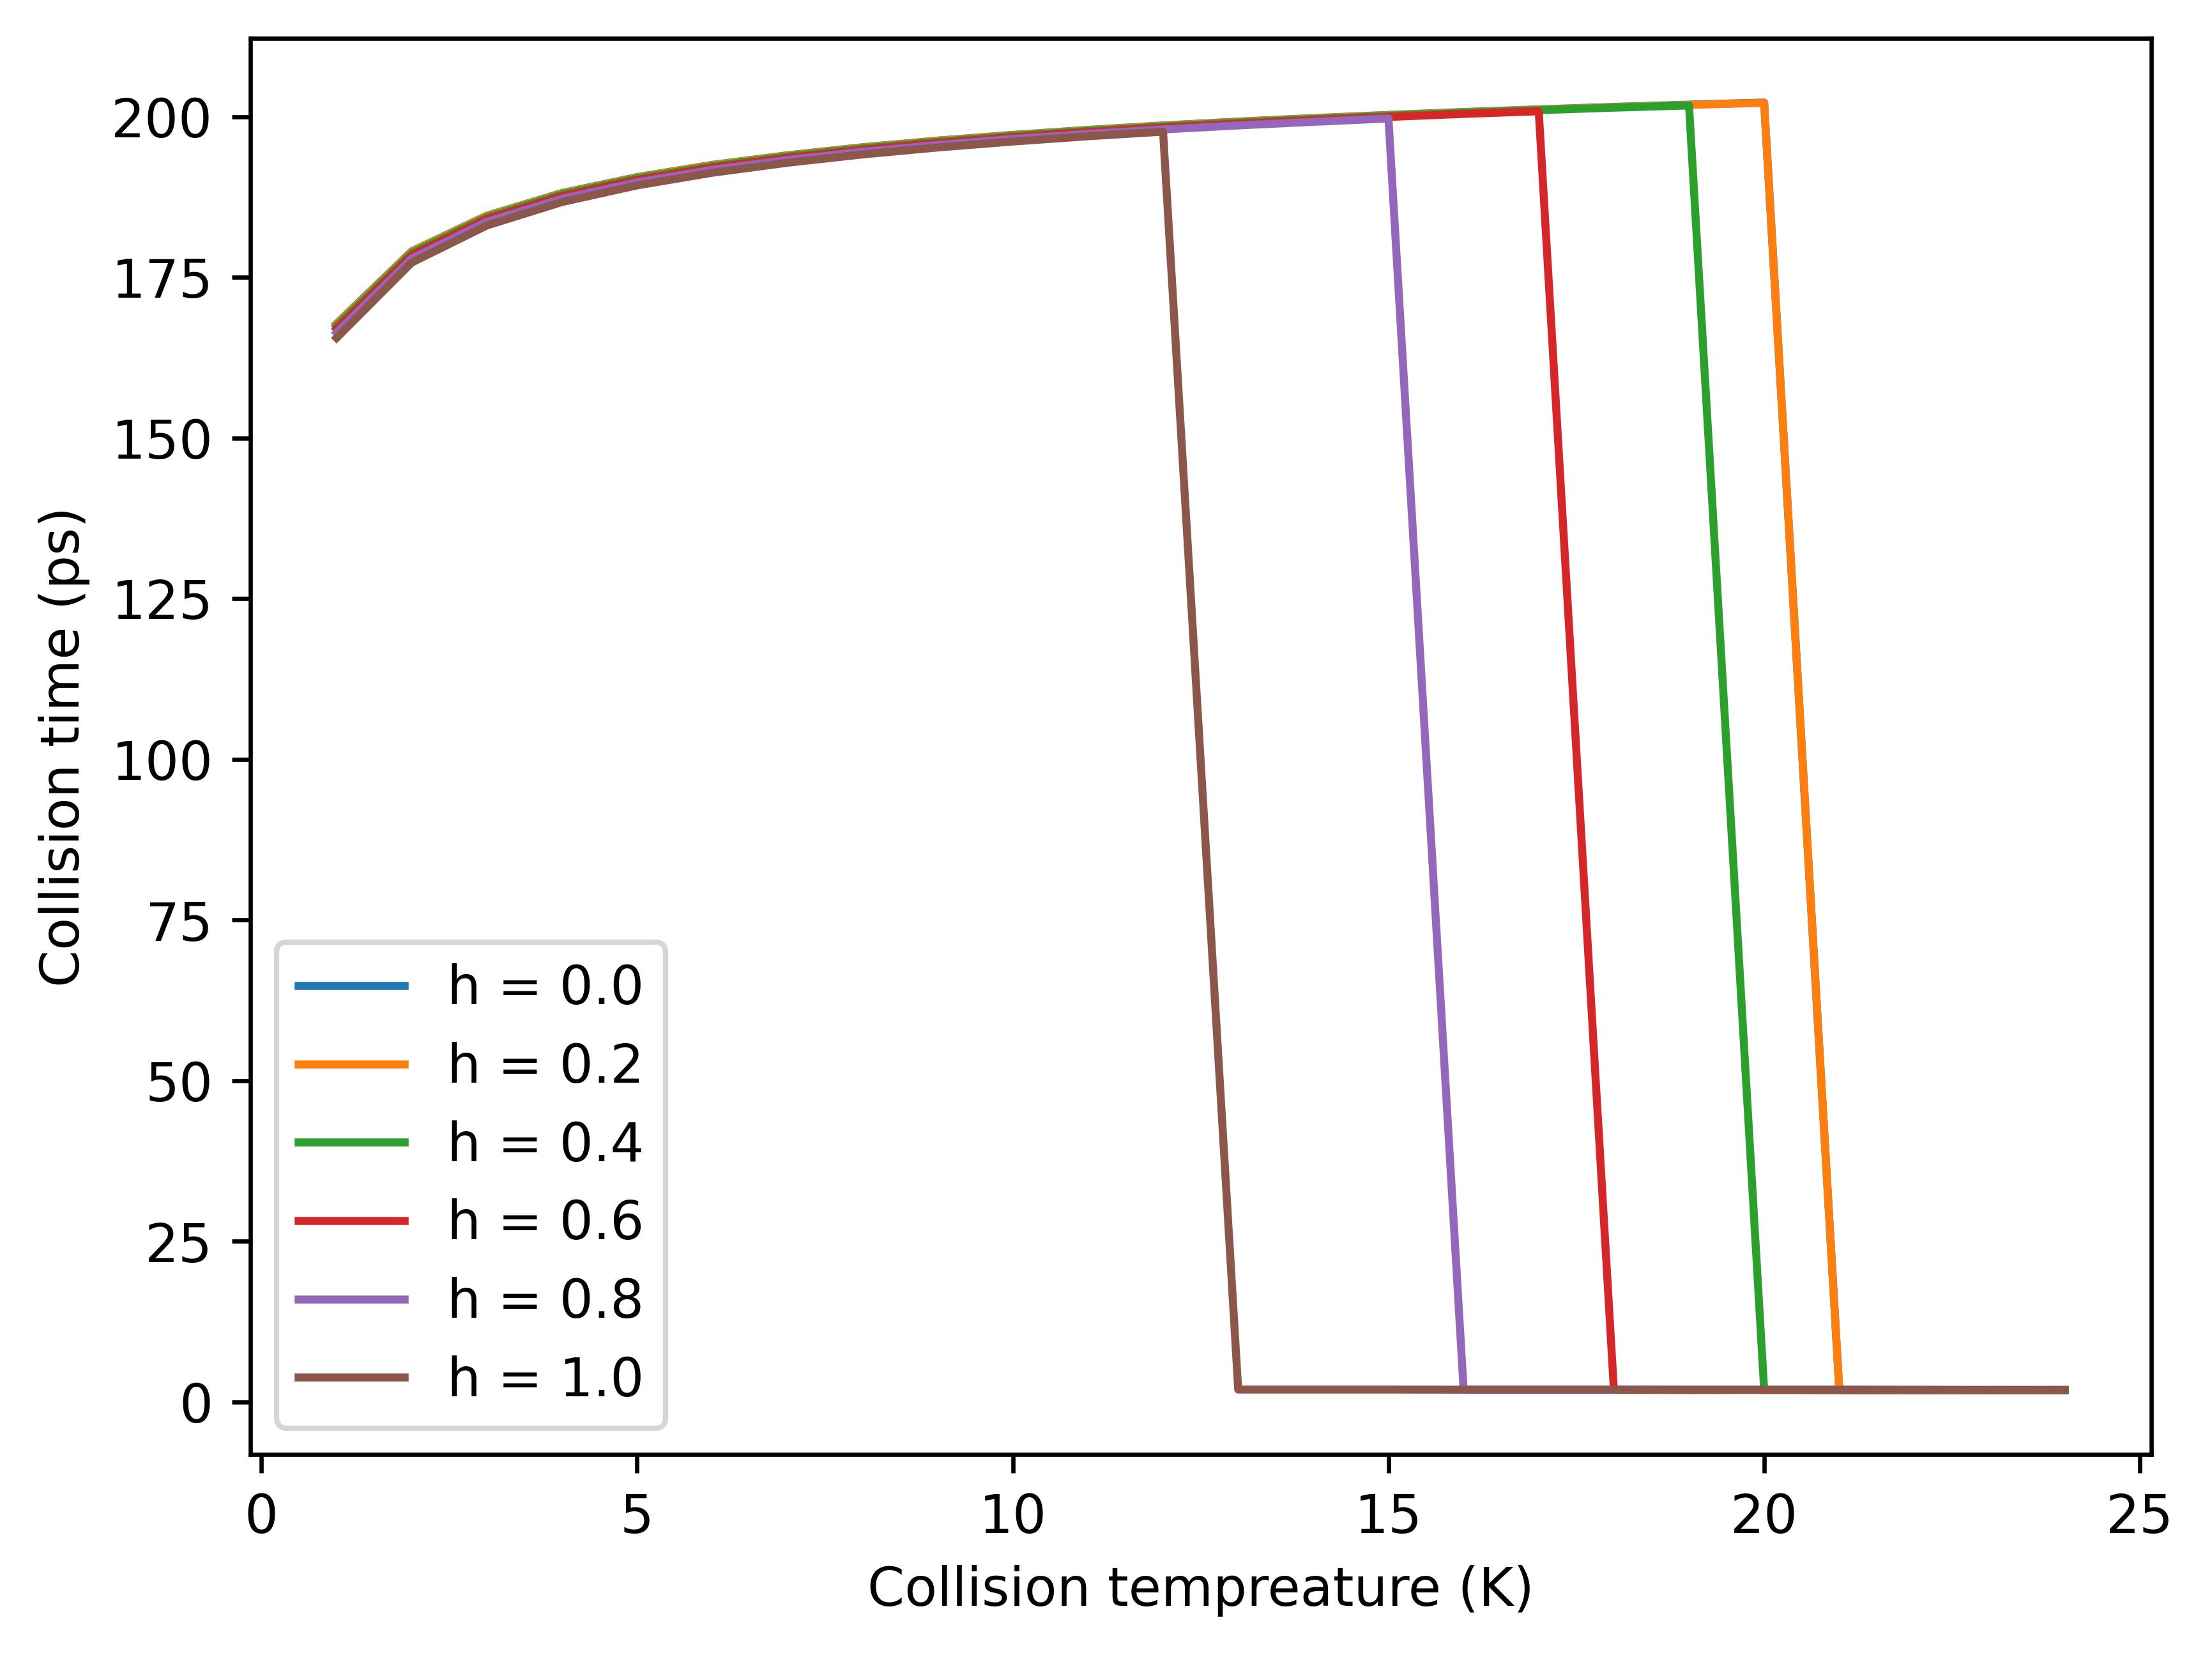 200
175
150
125
100
75
50
25
0
Collision time (ps)
h = 0.0
h = 0.2
h = 0.4
h = 0.6
h = 0.8
h = 1.0
0 5 10 15 20 25
Collision tempreature (K)